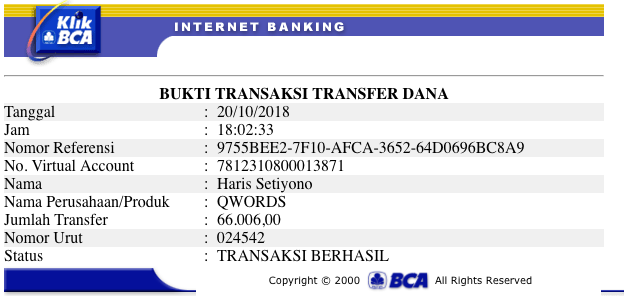 Klik
BCA
INTERNET BANKING
BUKTI TRANSAKSI TRANSFER DANA
Tanggal : 20/10/2018
Jam : 18:02:33
Nomor Referensi : 9755BEE2-7F10-AFCA-3652-64D0696BC8A9
No. Virtual Account : 7812310800013871
Nama : Haris Setiyono
Nama Perusahaan/Produk : QWORDS
Jumlah Transfer : 66.006,00
Nomor Urut : 024542
Status : TRANSAKSI BERHASIL
Copyright © 2000 BCA All Rights Reserved